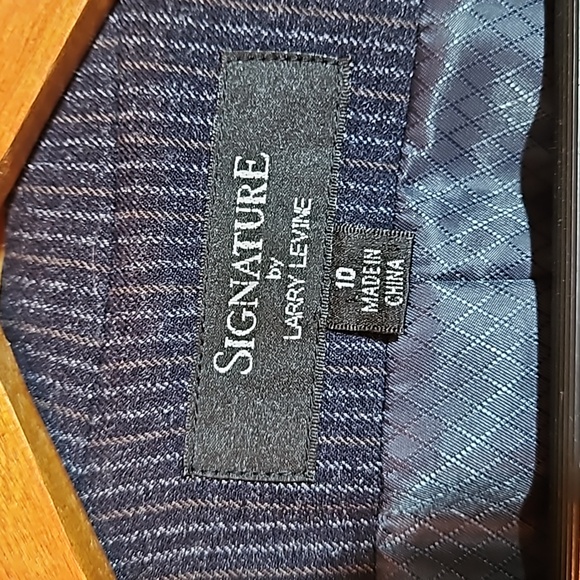 SIGNATURE
by
LARRY LEVINE
10
MADE IN
CHINA